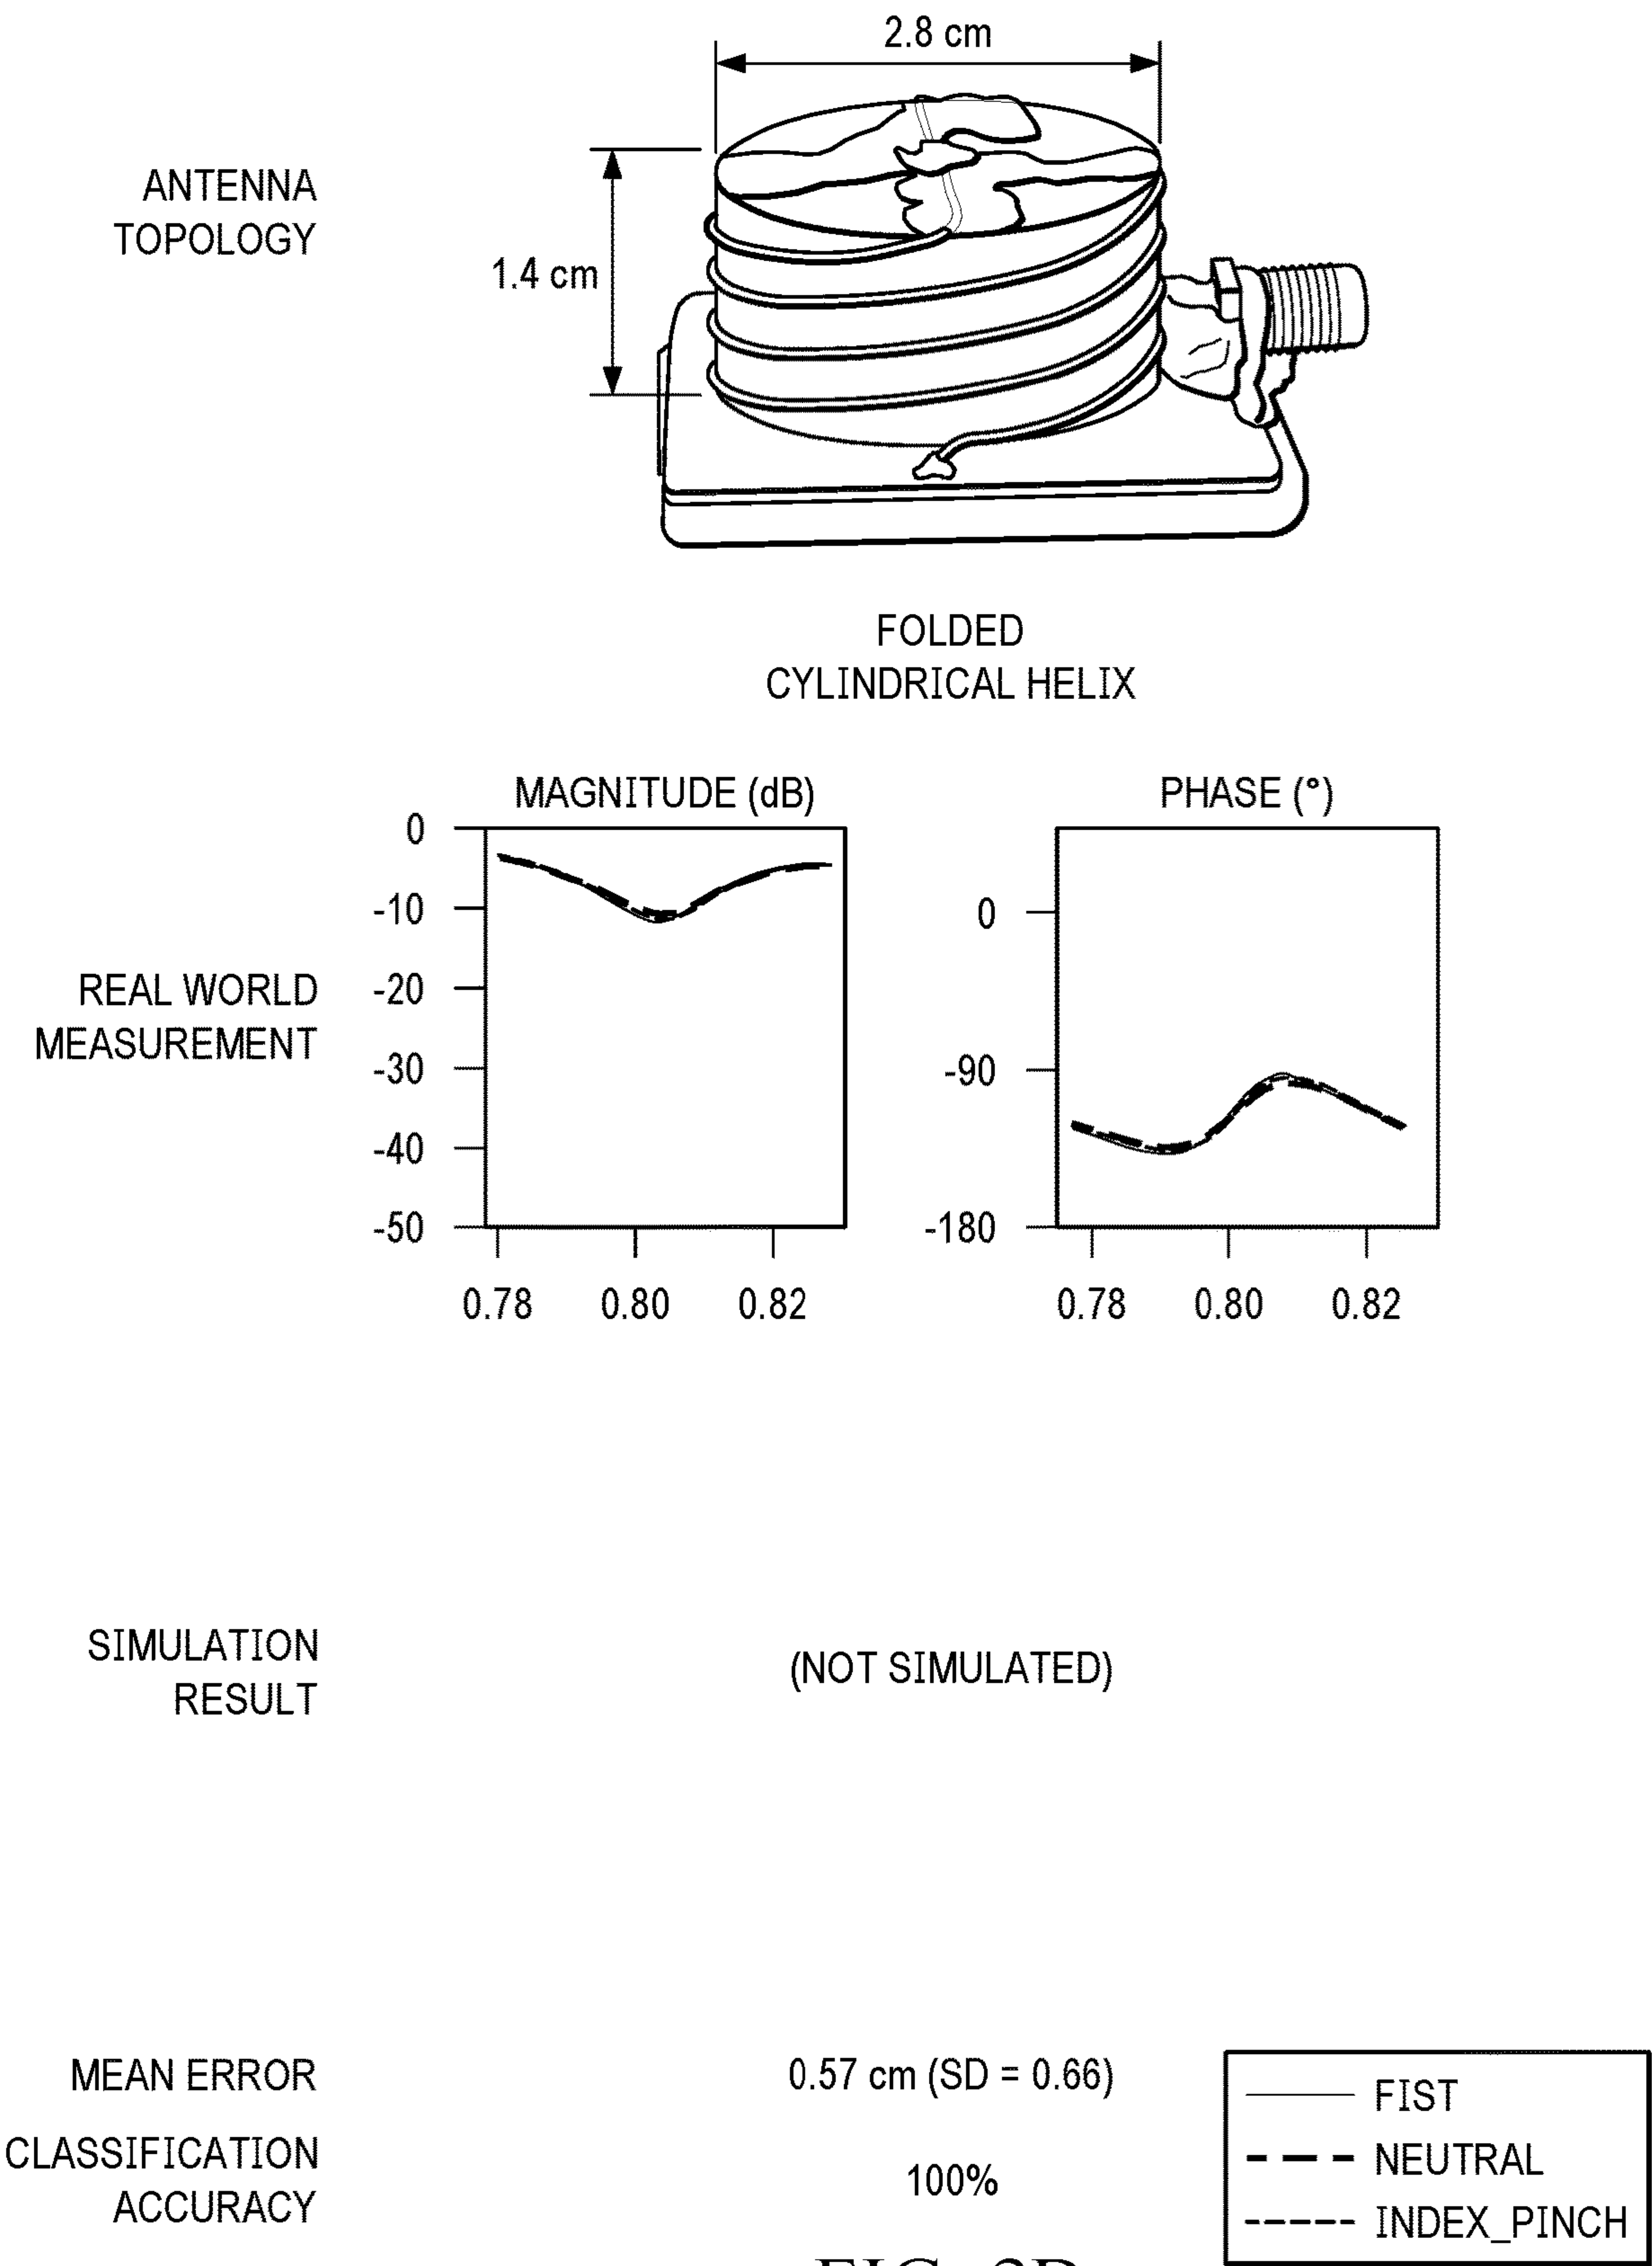 2.8 cm
ANTENNA
TOPOLOGY
1.4 cm
FOLDED
CYLINDRICAL HELIX
MAGNITUDE (dB)
PHASE (°)
REAL WORLD
MEASUREMENT
0
-10
-20
-30
-40
-50
0.78 0.80 0.82
0
-90
-180
0.78 0.80 0.82
SIMULATION
RESULT
(NOT SIMULATED)
MEAN ERROR
0.57 cm (SD = 0.66)
CLASSIFICATION
ACCURACY
100%
FIST
NEUTRAL
INDEX_PINCH